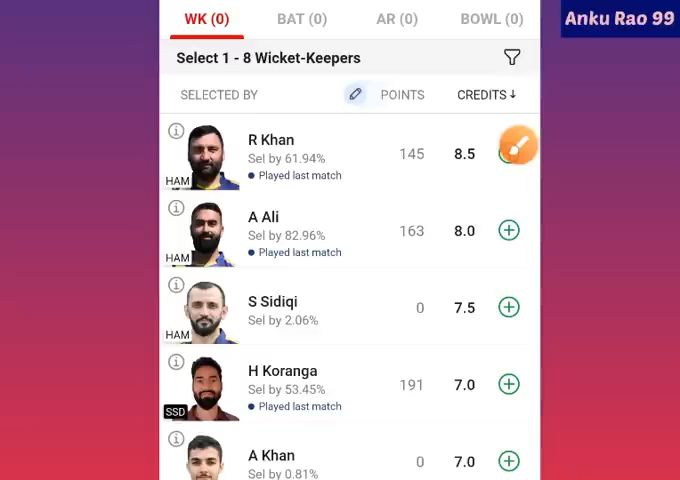 WK (0) BAT (0) AR (0) BOWL (0)
Anku Rao 99
Select 1 - 8 Wicket-Keepers
SELECTED BY POINTS CREDITS↓
R Khan
Sel by 61.94% 145 8.5
Played last match
HAM
A Ali
Sel by 82.96% 163 8.0
Played last match
HAM
S Sidiqi
Sel by 2.06% 0 7.5
HAM
H Koranga
Sel by 53.45% 191 7.0
Played last match
SSD
A Khan
Sel by 0.81% 0 7.0